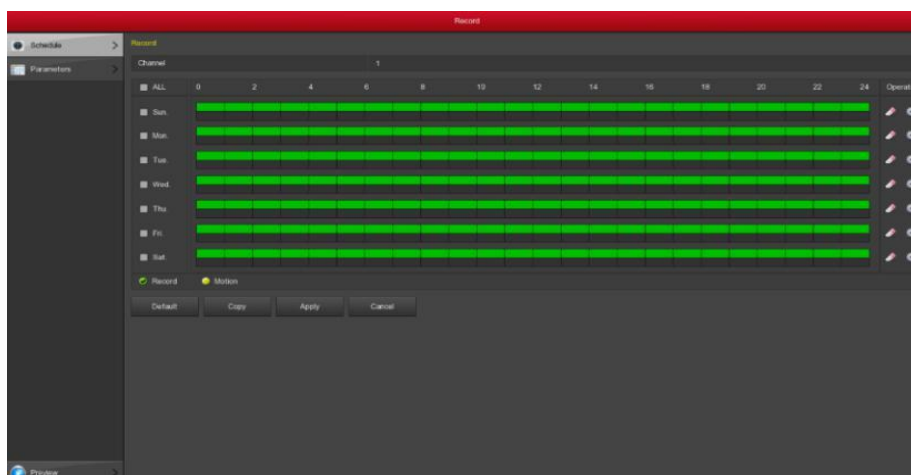 Record
Schedule
Parameters
Record
Channel 1
ALL 0 2 4 6 8 10 12 14 16 18 20 22 24 Operat
Sun.
Mon.
Tue.
Wed.
Thu
Fri.
Sat.
Record Motion
Default Copy Apply Cancel
Preview